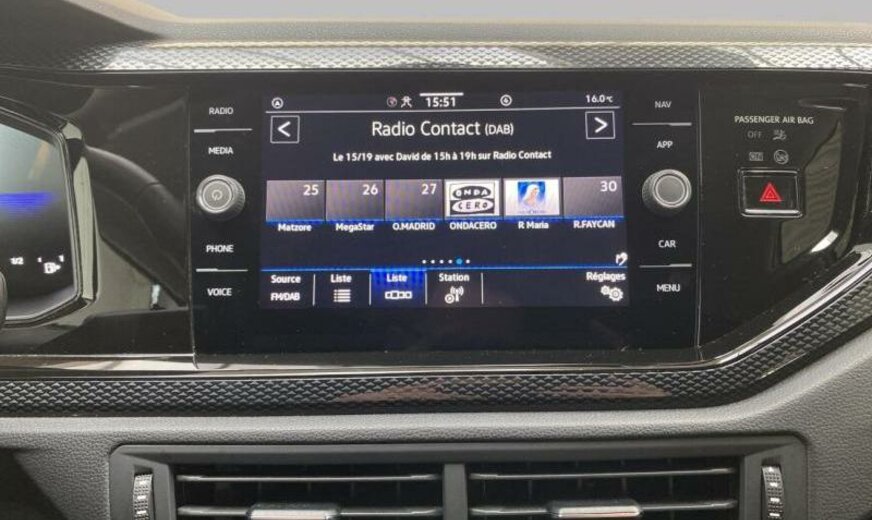 RADIO
MEDIA
PHONE
VOICE
15:51
16.0°C
Radio Contact (DAB)
Le 15/19 avec David de 15h à 19h sur Radio Contact
25 26 27 ONDA CERO 30
Matzore MegaStar O.MADRID ONDACERO R Maria R.FAYCAN
Source Liste Liste Station Réglages
FM/DAB
NAV
APP
CAR
MENU
PASSENGER AIR BAG
OFF
1/2